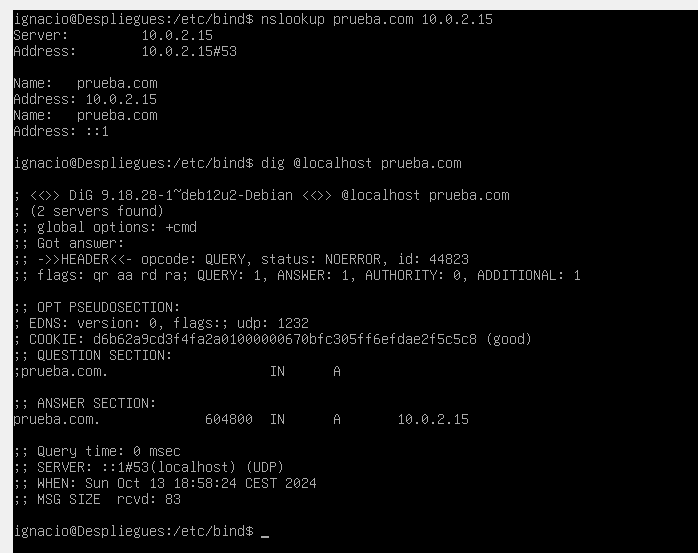 ignacio@Despliegues:/etc/bind$ nslookup prueba.com 10.0.2.15
Server:         10.0.2.15
Address:        10.0.2.15#53

Name:   prueba.com
Address: 10.0.2.15
Name:   prueba.com
Address: ::1

ignacio@Despliegues:/etc/bind$ dig @localhost prueba.com

; <<>> DiG 9.18.28-1~deb12u2-Debian <<>> @localhost prueba.com
; (2 servers found)
;; global options: +cmd
;; Got answer:
;; ->>HEADER<<- opcode: QUERY, status: NOERROR, id: 44823
;; flags: qr aa rd ra; QUERY: 1, ANSWER: 1, AUTHORITY: 0, ADDITIONAL: 1

;; OPT PSEUDOSECTION:
; EDNS: version: 0, flags:; udp: 1232
; COOKIE: d6b62a9cd3f4fa2a01000000670bfc305ff6efdae2f5c5c8 (good)
;; QUESTION SECTION:
;prueba.com.                    IN      A

;; ANSWER SECTION:
prueba.com.             604800  IN      A       10.0.2.15

;; Query time: 0 msec
;; SERVER: ::1#53(localhost) (UDP)
;; WHEN: Sun Oct 13 18:58:24 CEST 2024
;; MSG SIZE  rcvd: 83

ignacio@Despliegues:/etc/bind$ _